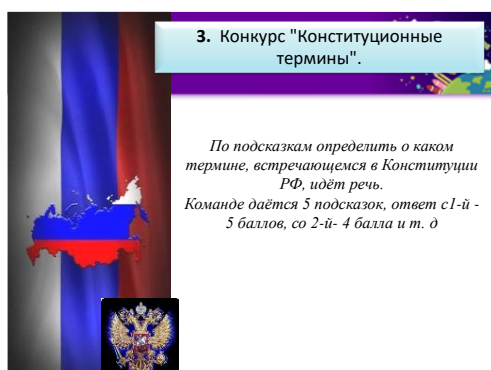 3. Конкурс "Конституционные
термины".
По подсказкам определить о каком
термине, встречающемся в Конституции
РФ, идёт речь.
Команде даётся 5 подсказок, ответ с1-й -
5 баллов, со 2-й- 4 балла и т. д